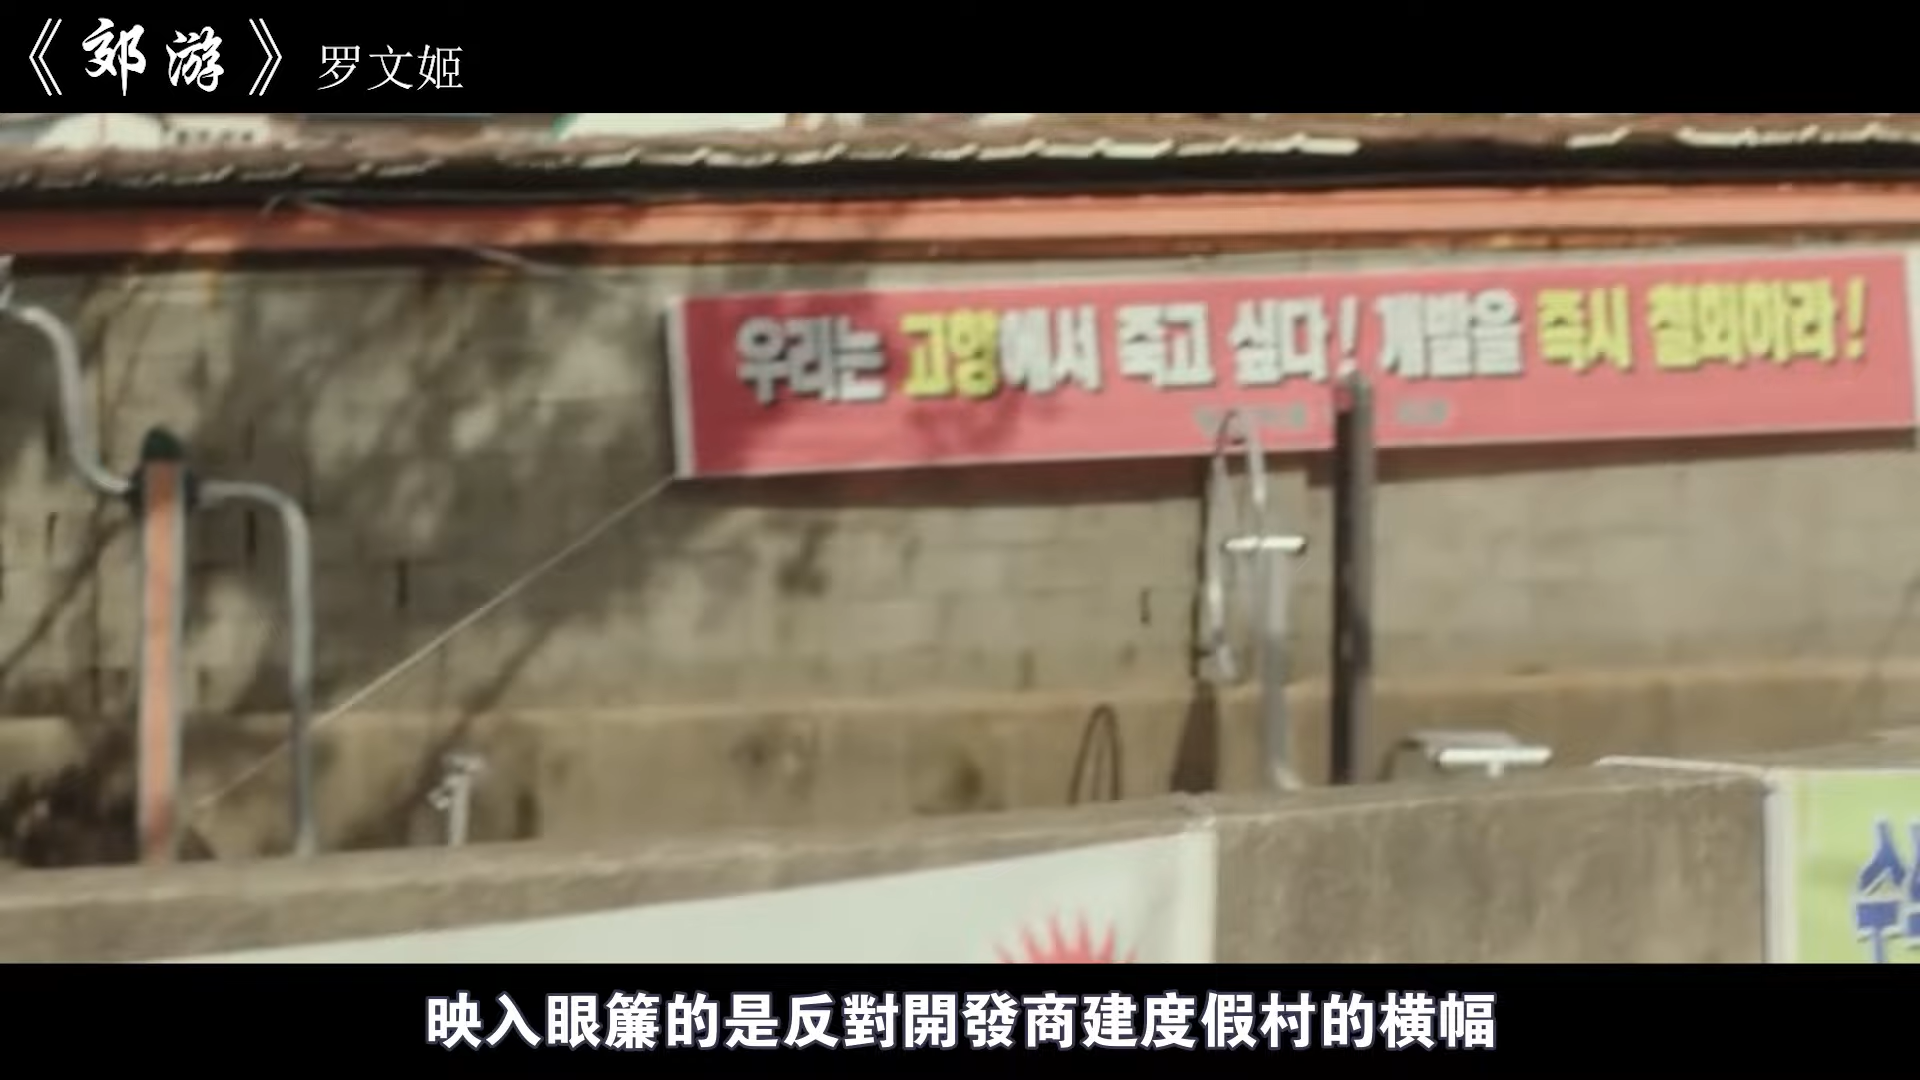 《郊游》罗文姬
우리는 고향에서 죽고 싶다! 개발을 즉시 철회하라!
映入眼簾的是反對開發商建度假村的橫幅